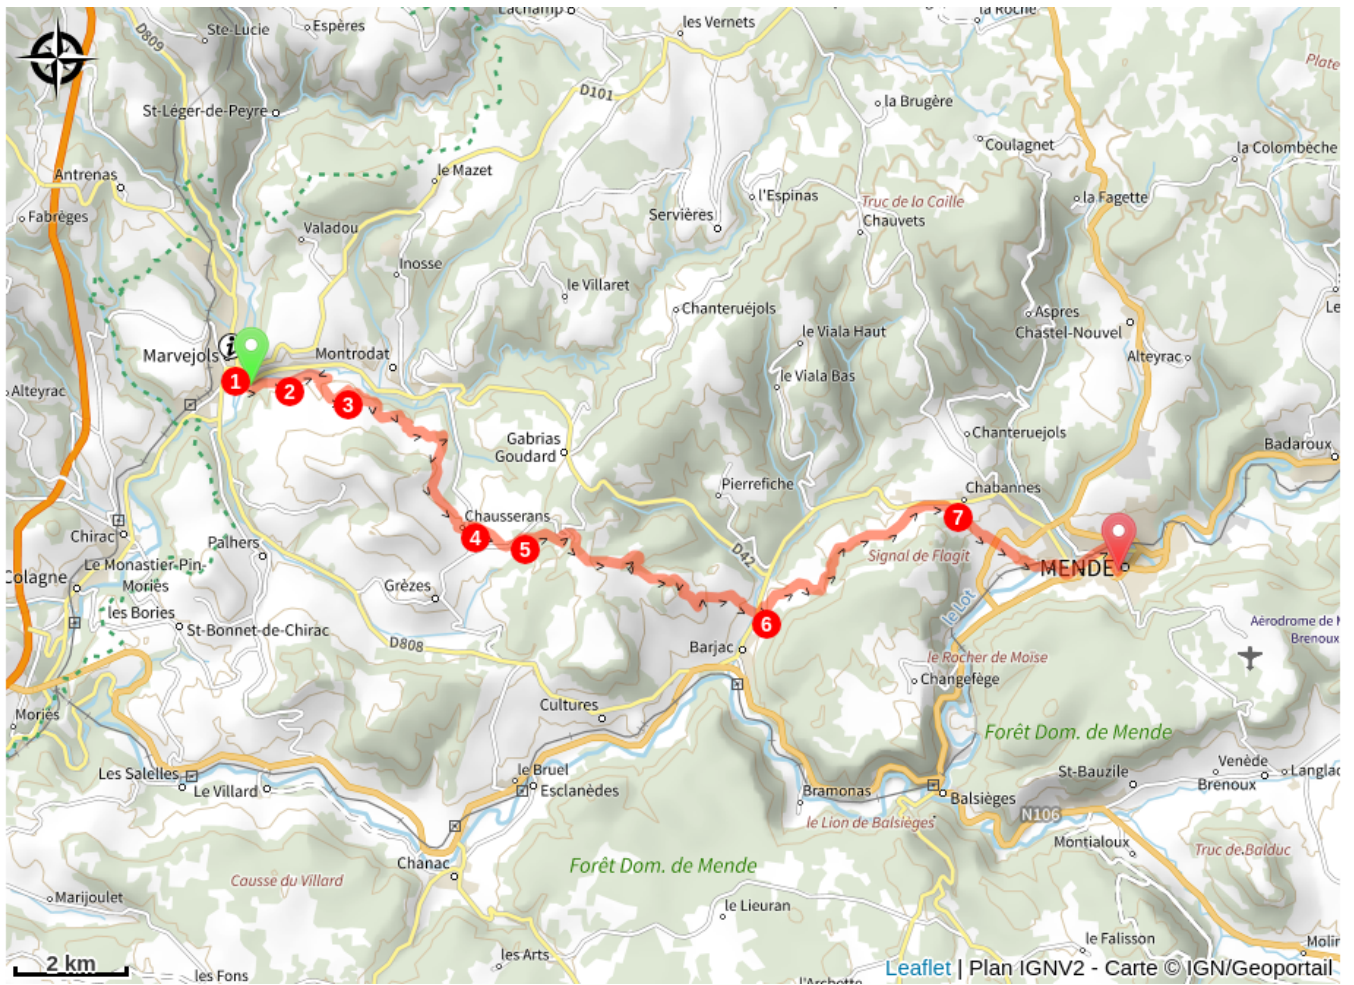 Lachamp
la Roche
les Vernets
Espères
Ste-Lucie
D809
Plate
D101
la Brugère
St-Léger-de-Peyre
Coulagnet
la Colombèche
le Mazet
Antrenas
l'Espinas
la Fagette
Truc de la Caille
Servières
Chauvets
Fabrèges
Valadou
Inosse
le Villaret
Le
Chanteruéjols
Aspres
le Viala Haut
Chastel-Nouvel
i
Marvejols
Montrodat
Alteyrac
le Viala Bas
1
2
Alteyrac
3
Chanteruejols
Gabrias
Goudard
Badaroux
Pierrefiche
Chabannes
Chausserans
7
Chirac
4
5
Palhers
D42
Signal de Flagit
MENDE
Le Monastier-Pin-
Moriès
Colagne
Grèzes
le Lot
les Bories
6
St-Bonnet-de-Chirac
Aérodrome de M
Brenoux
D808
Barjac
le Rocher de Moïse
Changefège
Cultures
Moriès
Forêt Dom. de Mende
Venède
Les Salelles
le Bruel
St-Bauzile
Langlac
Le Villard
Esclanèdes
Bramonas
Balsièges
Brenoux
N106
le Lion de Balsièges
Montialoux
Truc de Balduc
Chanac
Forêt Dom. de Mende
Causse du Villard
Marijoulet
le Lieuran
le Falisson
Molin
les Arts
2 km
les Fons
l'Archette
Leaflet | Plan IGNV2 - Carte © IGN/Geoportail